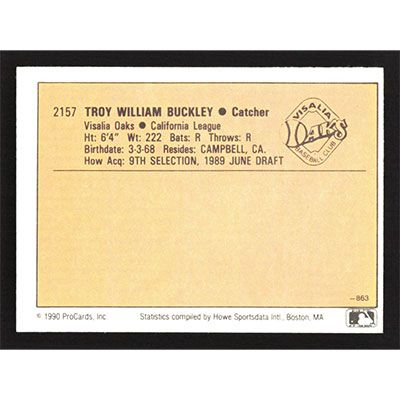 2157 TROY WILLIAM BUCKLEY ● Catcher
Visalia Oaks ● California League
Ht: 6'4" Wt: 222 Bats: R Throws: R
Birthdate: 3-3-68 Resides: CAMPBELL, CA.
How Acq: 9TH SELECTION, 1989 JUNE DRAFT
VISALIA
OAKS
BASEBALL CLUB
—863
© 1990 ProCards, Inc Statistics compiled by Howe Sportsdata Intl., Boston, MA